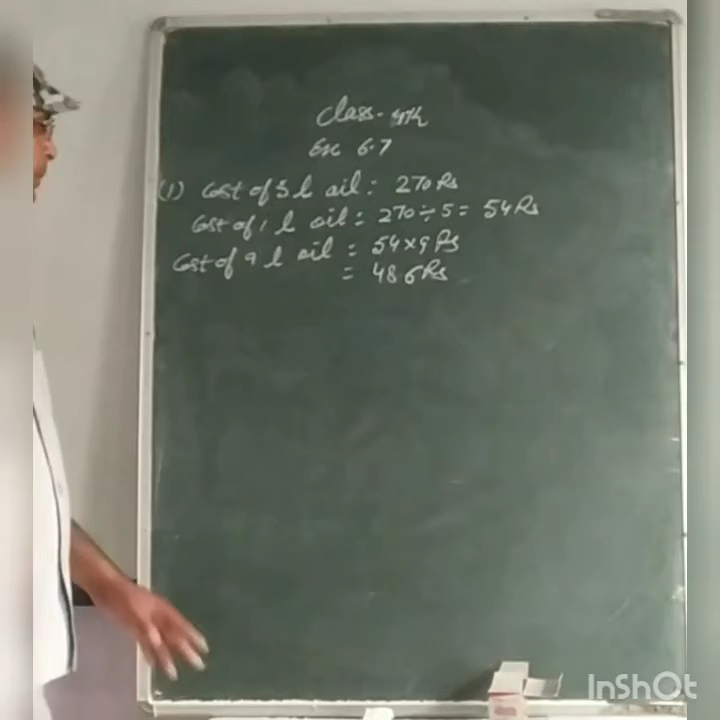 Class - 4th
Ex 6.7
(1) Cost of 5 l oil = 270 Rs
Cost of 1 l oil = 270 ÷ 5 = 54 Rs
Cost of 9 l oil = 54 × 9 Rs
= 486 Rs
InShOt